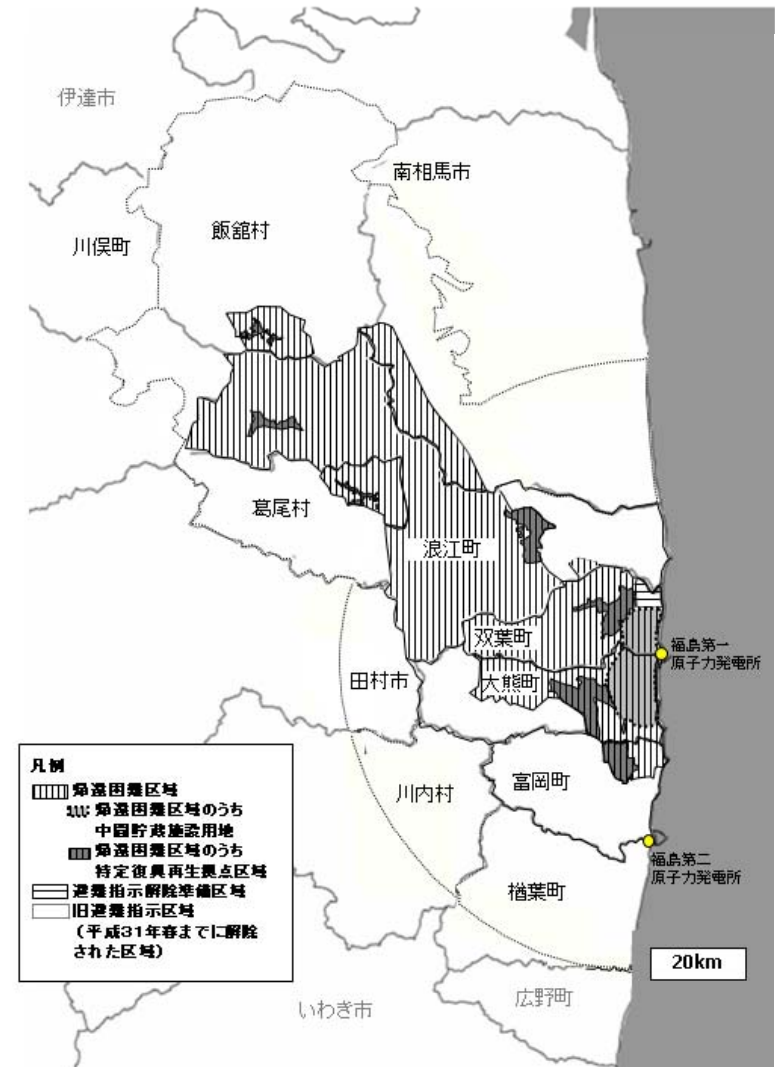 伊達市
南相馬市
飯舘村
川俣町
葛尾村
浪江町
双葉町
大熊町
福島第一
原子力発電所
田村市
川内村
富岡町
福島第二
原子力発電所
楢葉町
20km
広野町
いわき市
凡例
帰還困難区域
帰還困難区域のうち
中間貯蔵施設用地
帰還困難区域のうち
特定復興再生拠点区域
避難指示解除準備区域
旧避難指示区域
(平成31年春までに解除
された区域)